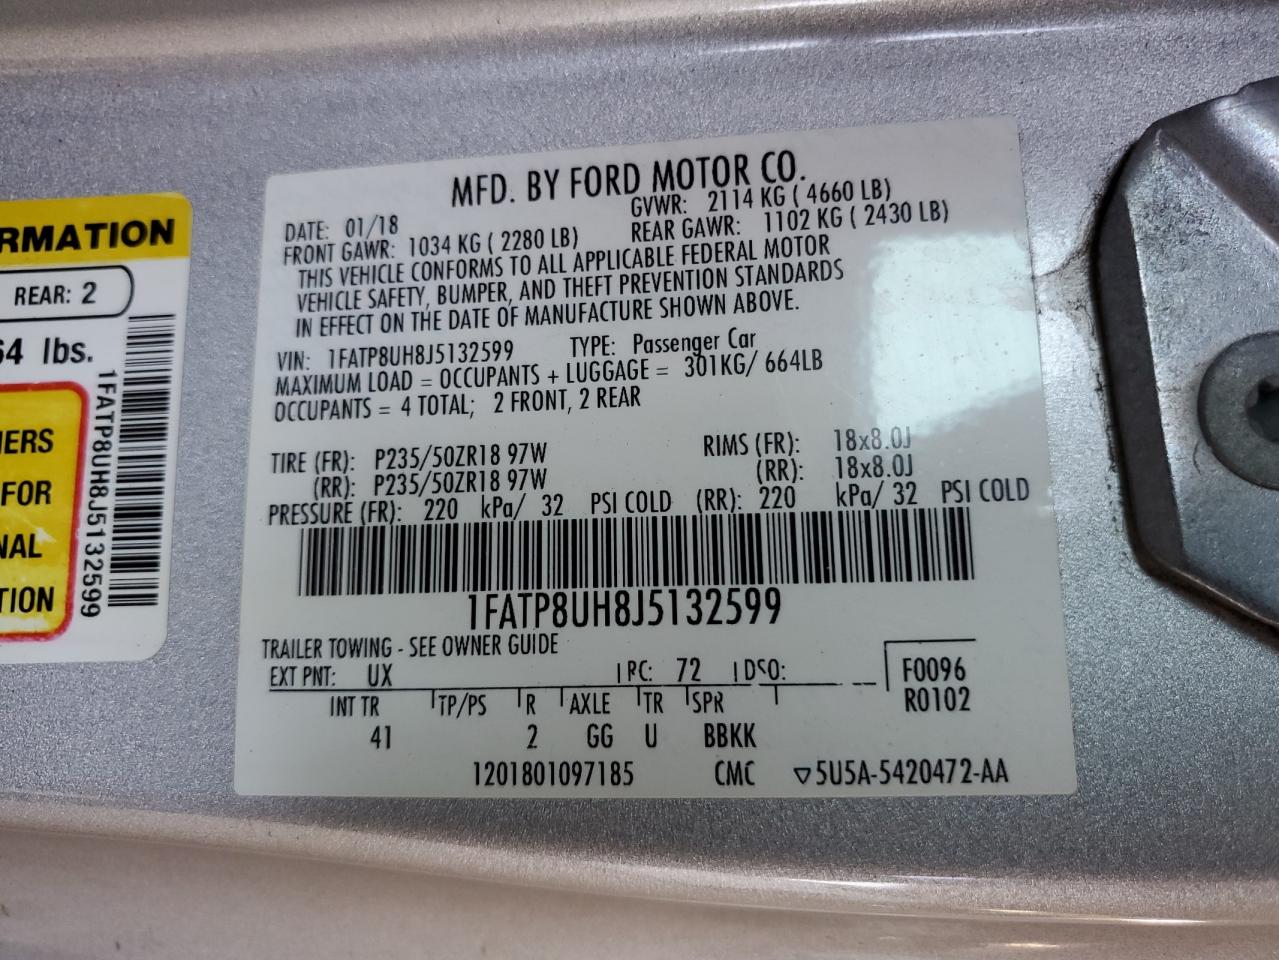 RMATION
REAR: 2
64 lbs.
1FATP8UH8J5132599
NERS
FOR
NAL
TION
MFD. BY FORD MOTOR CO.
DATE: 01/18
GVWR: 2114 KG ( 4660 LB)
FRONT GAWR: 1034 KG ( 2280 LB)
REAR GAWR: 1102 KG ( 2430 LB)
THIS VEHICLE CONFORMS TO ALL APPLICABLE FEDERAL MOTOR
VEHICLE SAFETY, BUMPER, AND THEFT PREVENTION STANDARDS
IN EFFECT ON THE DATE OF MANUFACTURE SHOWN ABOVE.
VIN: 1FATP8UH8J5132599 TYPE: Passenger Car
MAXIMUM LOAD = OCCUPANTS + LUGGAGE = 301KG/ 664LB
OCCUPANTS = 4 TOTAL; 2 FRONT, 2 REAR
TIRE (FR): P235/50ZR18 97W RIMS (FR): 18x8.0J
(RR): P235/50ZR18 97W (RR): 18x8.0J
PRESSURE (FR): 220 kPa/ 32 PSI COLD (RR): 220 kPa/ 32 PSI COLD
1FATP8UH8J5132599
TRAILER TOWING - SEE OWNER GUIDE
EXT PNT: UX RC: 72 DSO: F0096
R0102
INT TR TP/PS R AXLE TR SPR
41 2 GG U BBKK
1201801097185 CMC ▽5U5A-5420472-AA